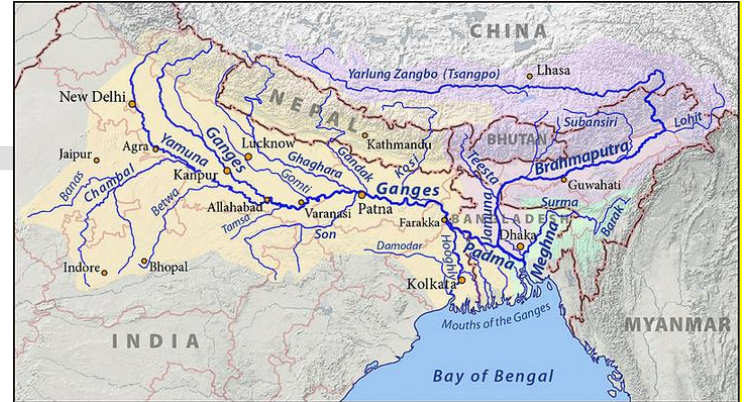 CHINA
Yarlung Zangbo (Tsangpo)
Lhasa
New Delhi
NEPAL
Subansiri
Lohit
BHUTAN
Agra
Yamuna
Ganges
Lucknow
Kathmandu
Teesta
Brahmaputra
Jaipur
Kanpur
Ghaghara
Gandak
Kosi
Guwahati
Banas
Chambal
Gomti
Ganges
Jamuna
Surma
Betwa
Allahabad
Varanasi
Patna
Farakka
BANGLADESH
Barak
Tamsa
Son
Dhaka
Meghna
Damodar
Hooghly
Padma
Indore
Bhopal
Kolkata
Mouths of the Ganges
INDIA
MYANMAR
Bay of Bengal